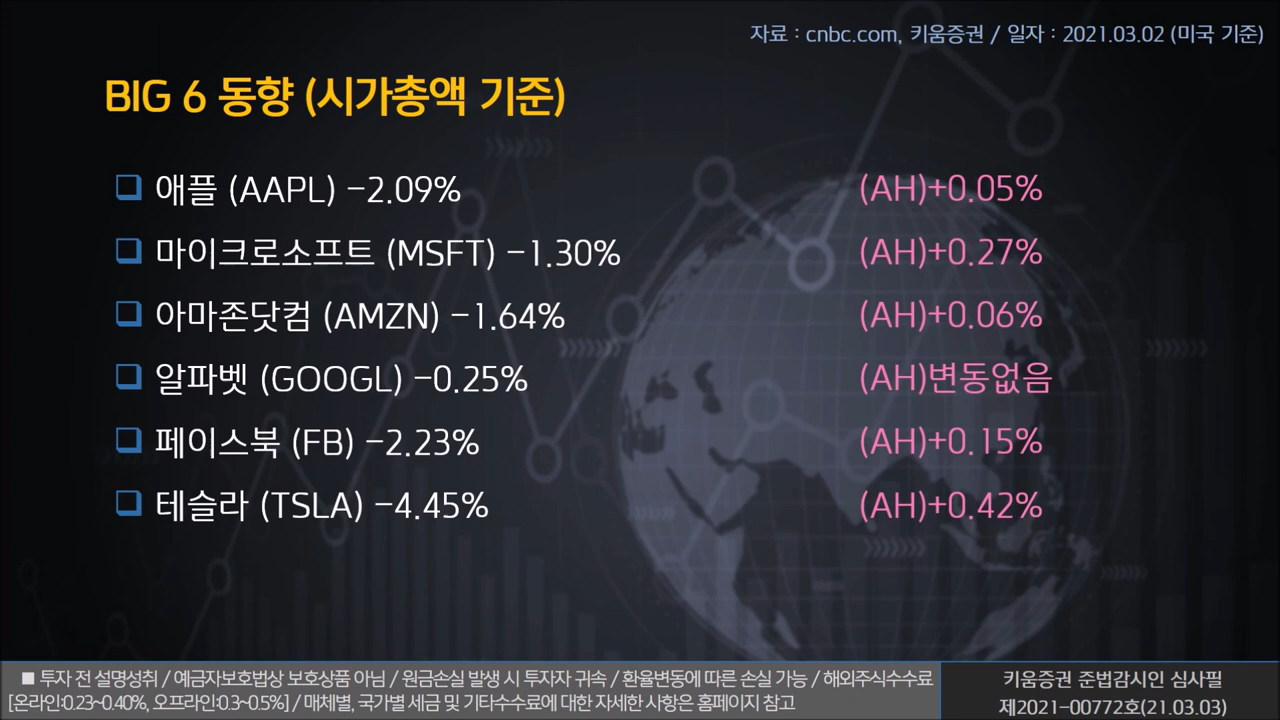 자료 : cnbc.com, 키움증권 / 일자 : 2021.03.02 (미국 기준)
BIG 6 동향 (시가총액 기준)
❑ 애플 (AAPL) -2.09% (AH)+0.05%
❑ 마이크로소프트 (MSFT) -1.30% (AH)+0.27%
❑ 아마존닷컴 (AMZN) -1.64% (AH)+0.06%
❑ 알파벳 (GOOGL) -0.25% (AH)변동없음
❑ 페이스북 (FB) -2.23% (AH)+0.15%
❑ 테슬라 (TSLA) -4.45% (AH)+0.42%
■ 투자 전 설명성취 / 예금자보호법상 보호상품 아님 / 원금손실 발생 시 투자자 귀속 / 환율변동에 따른 손실 가능 / 해외주식수수료
[온라인:0.23~0.40%, 오프라인:0.3~0.5%] / 매체별, 국가별 세금 및 기타수수료에 대한 자세한 사항은 홈페이지 참고
키움증권 준법감시인 심사필
제2021-00772호(21.03.03)